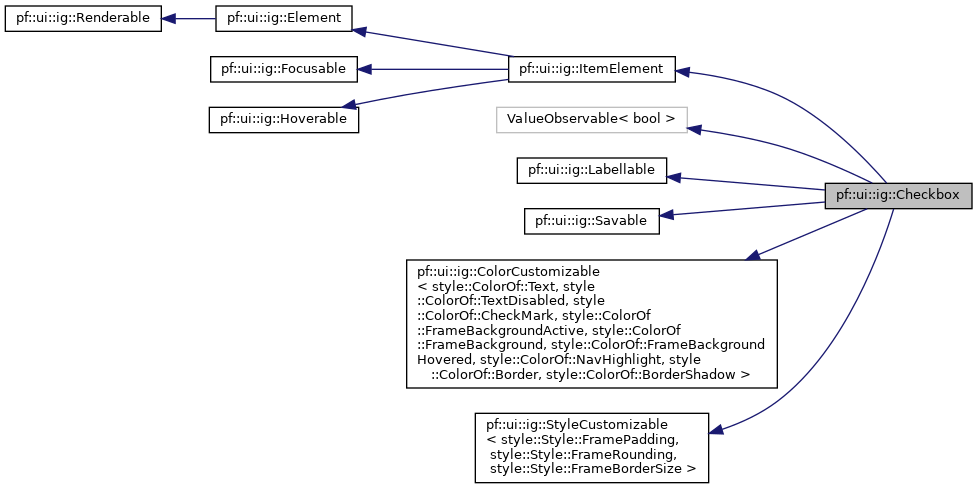 pf::ui::ig::Renderable
pf::ui::ig::Element
pf::ui::ig::Focusable
pf::ui::ig::ItemElement
pf::ui::ig::Hoverable
ValueObservable< bool >
pf::ui::ig::Labellable
pf::ui::ig::Checkbox
pf::ui::ig::Savable
pf::ui::ig::ColorCustomizable
< style::ColorOf::Text, style
::ColorOf::TextDisabled, style
::ColorOf::CheckMark, style::ColorOf
::FrameBackgroundActive, style::ColorOf
::FrameBackground, style::ColorOf::FrameBackground
Hovered, style::ColorOf::NavHighlight, style
::ColorOf::Border, style::ColorOf::BorderShadow >
pf::ui::ig::StyleCustomizable
< style::Style::FramePadding,
style::Style::FrameRounding,
style::Style::FrameBorderSize >